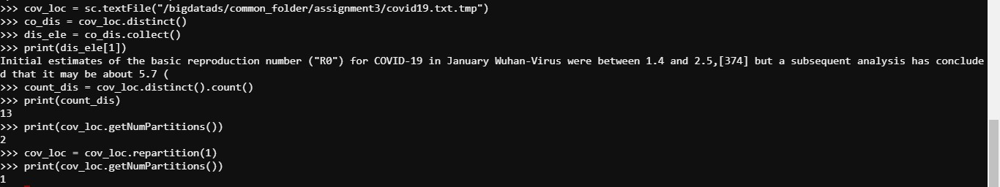 >>> cov_loc = sc.textFile("/bigdatads/common_folder/assignment3/covid19.txt.tmp")
>>> co_dis = cov_loc.distinct()
>>> dis_ele = co_dis.collect()
>>> print(dis_ele[1])
Initial estimates of the basic reproduction number ("R0") for COVID-19 in January Wuhan-Virus were between 1.4 and 2.5,[374] but a subsequent analysis has conclude
d that it may be about 5.7 (
>>> count_dis = cov_loc.distinct().count()
>>> print(count_dis)
13
>>> print(cov_loc.getNumPartitions())
2
>>> cov_loc = cov_loc.repartition(1)
>>> print(cov_loc.getNumPartitions())
1